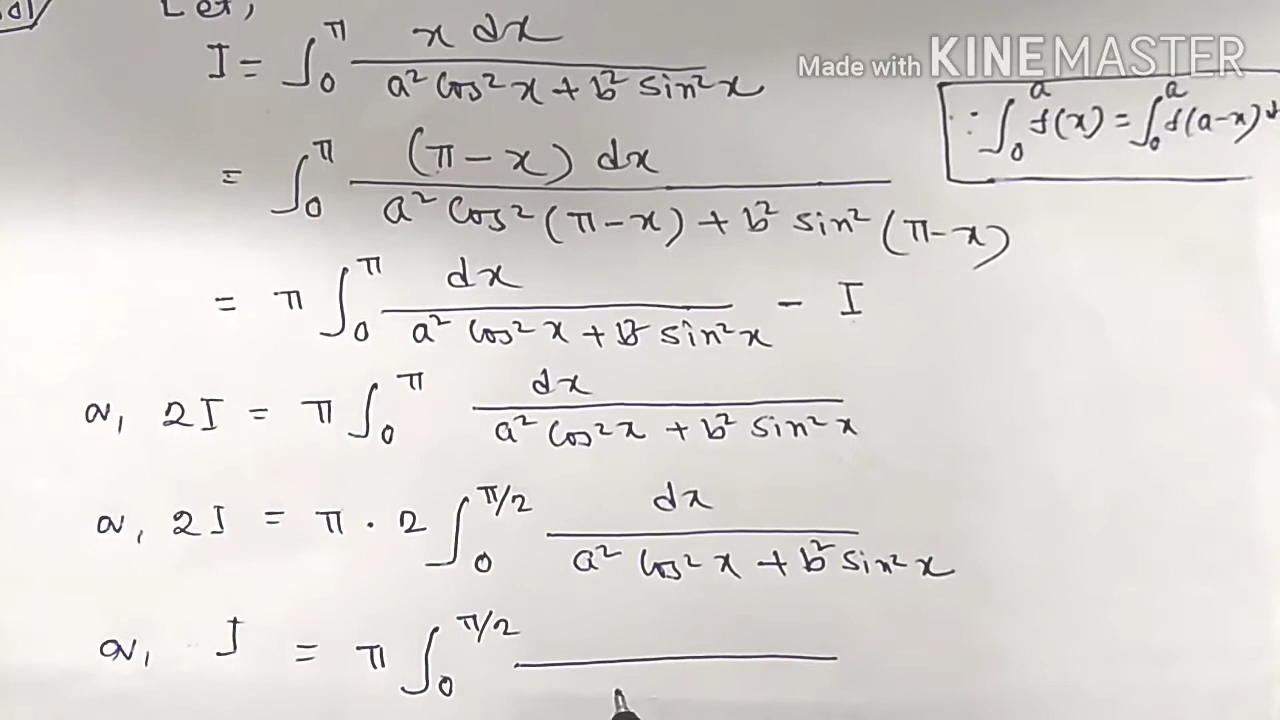 Let,
I = ∫₀^π x dx / (a² cos² x + b² sin² x)
Made with KINEMASTER
∵ ∫₀^a f(x) = ∫₀^a f(a-x)
= ∫₀^π (π - x) dx / (a² cos² (π - x) + b² sin² (π - x))
= π ∫₀^π dx / (a² cos² x + b² sin² x) - I
or, 2I = π ∫₀^π dx / (a² cos² x + b² sin² x)
or, 2I = π · 2 ∫₀^(π/2) dx / (a² cos² x + b² sin² x)
or, I = π ∫₀^(π/2)